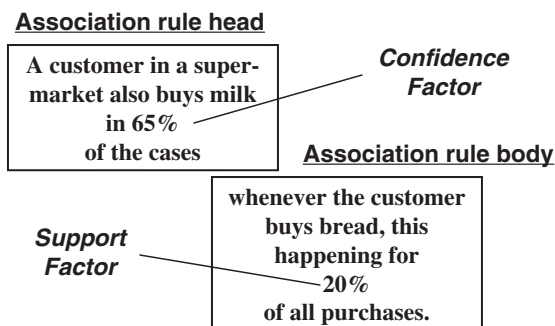 Association rule head
A customer in a super-
market also buys milk
in 65%
of the cases
Confidence
Factor
Association rule body
whenever the customer
buys bread, this
happening for
20%
of all purchases.
Support
Factor